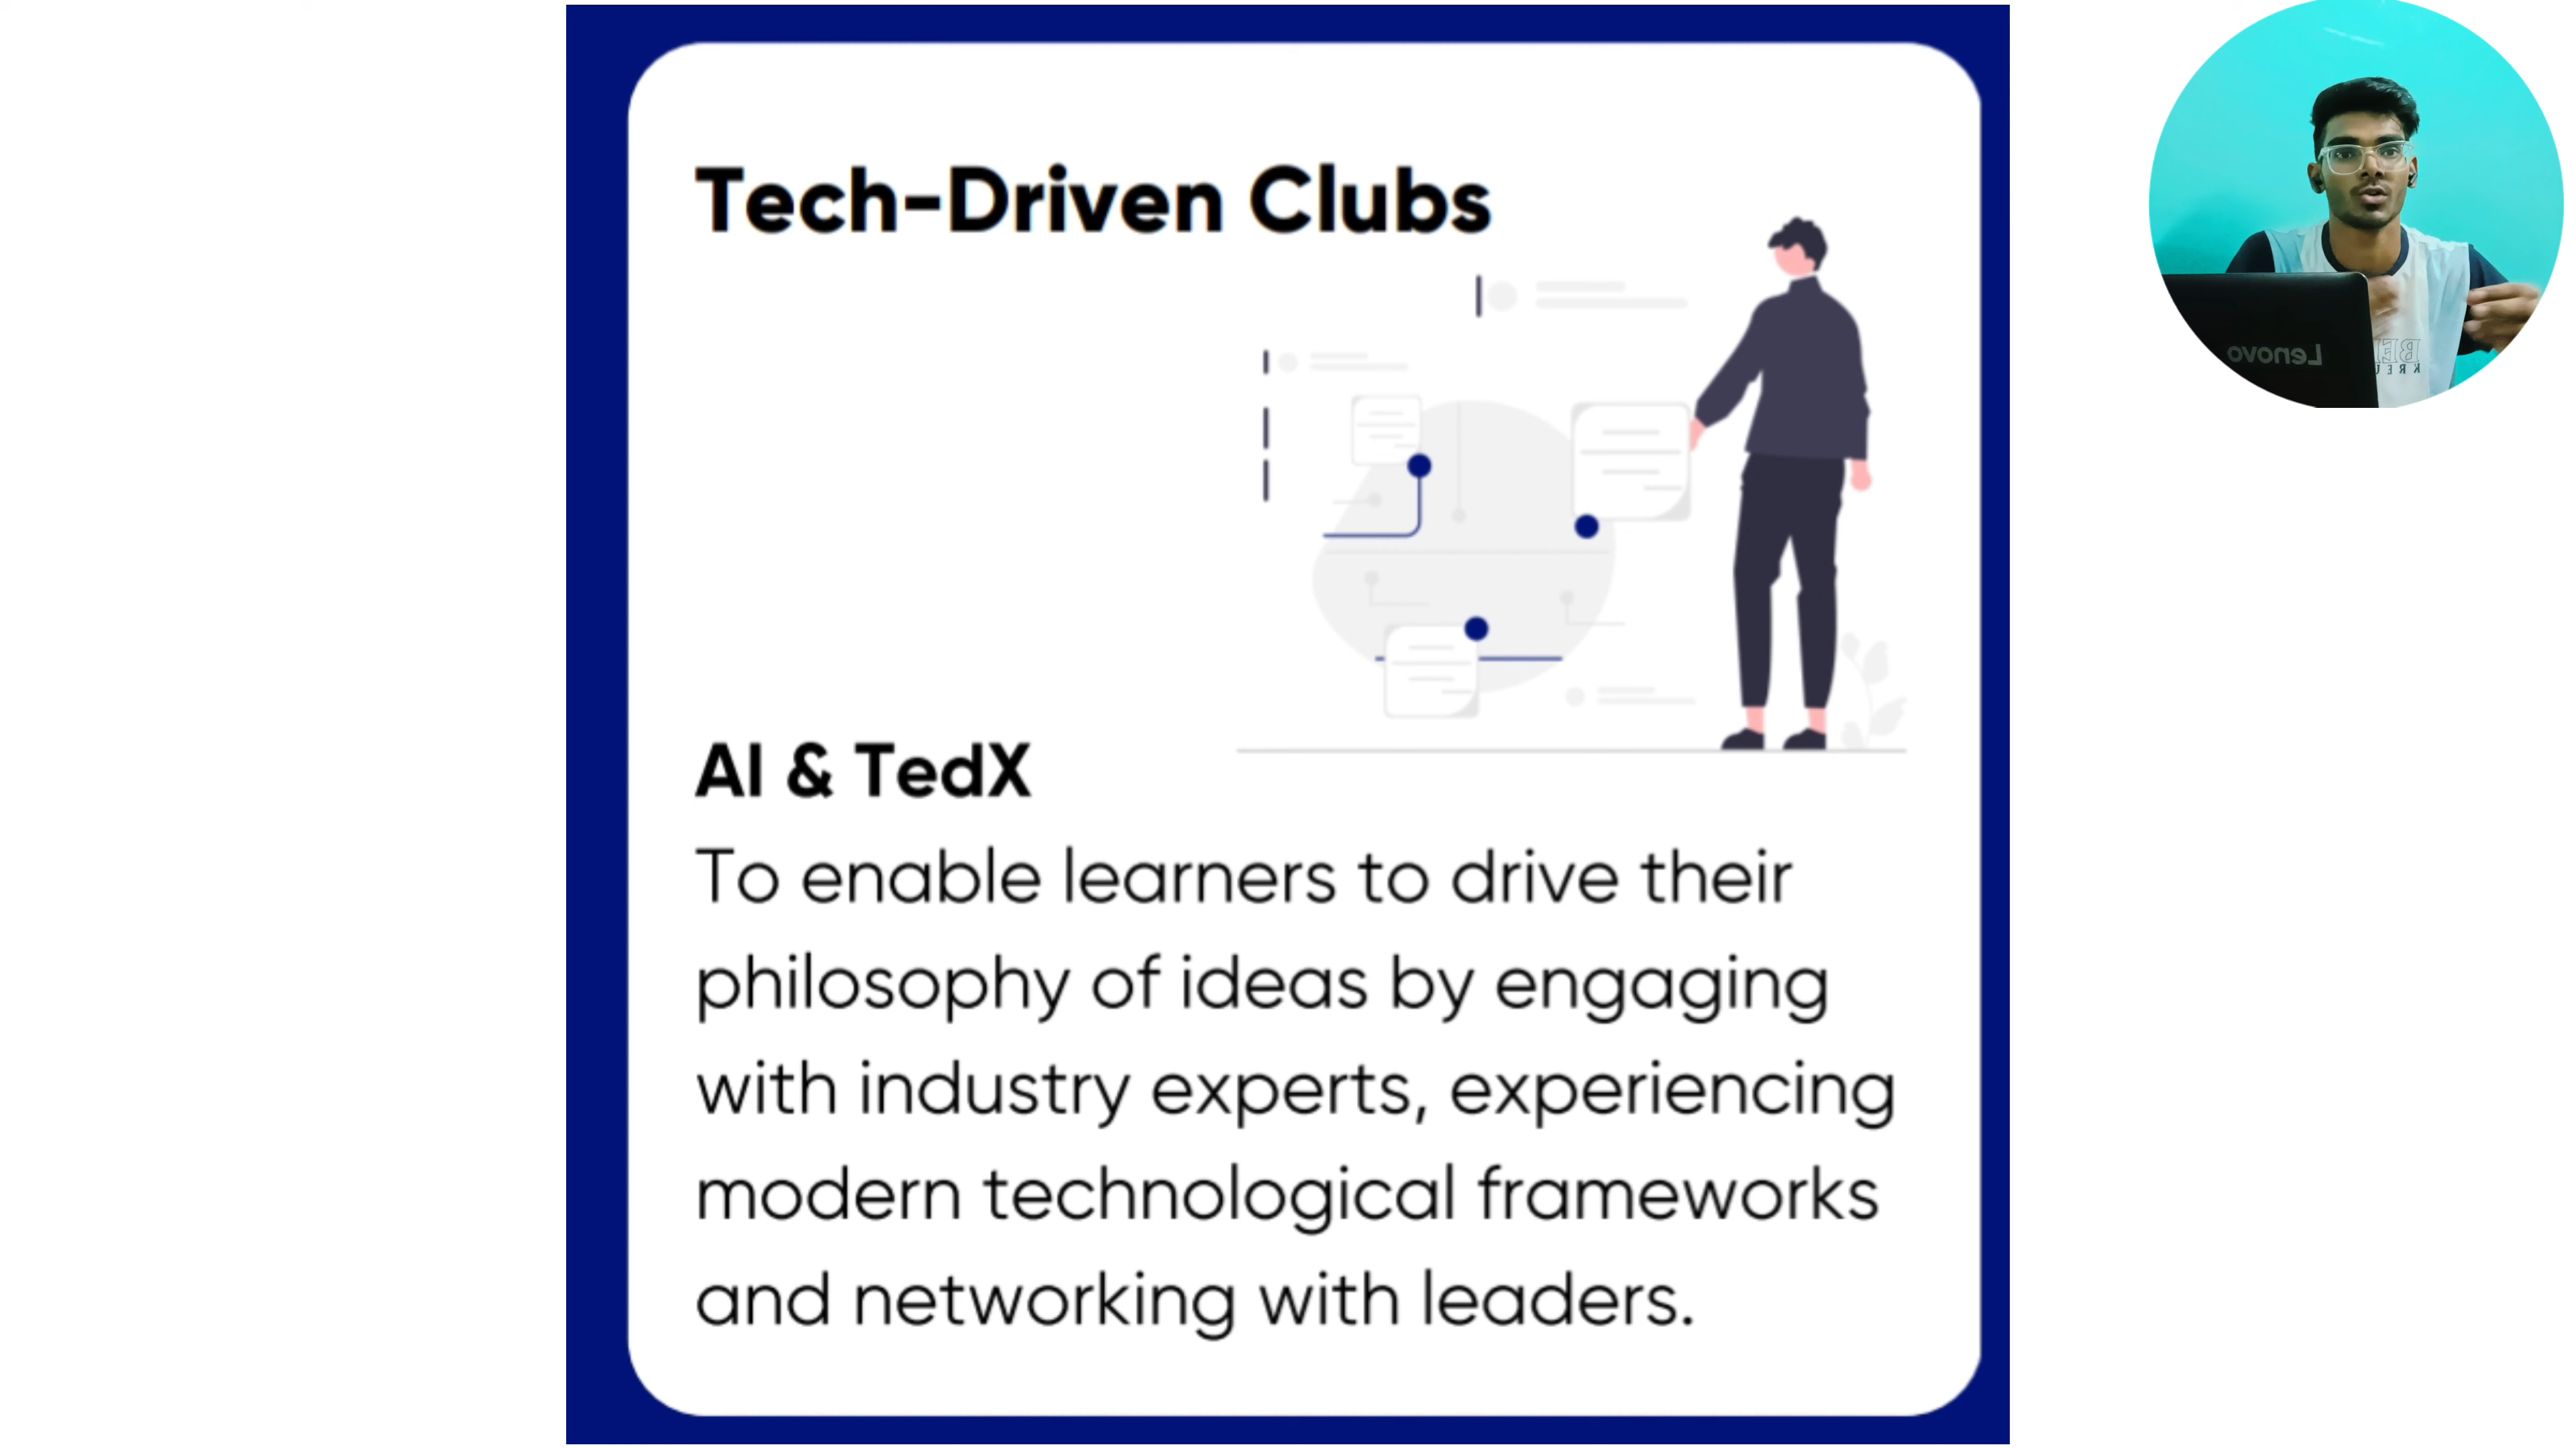 Tech-Driven Clubs
AI & TedX
To enable learners to drive their
philosophy of ideas by engaging
with industry experts, experiencing
modern technological frameworks
and networking with leaders.
Lenovo